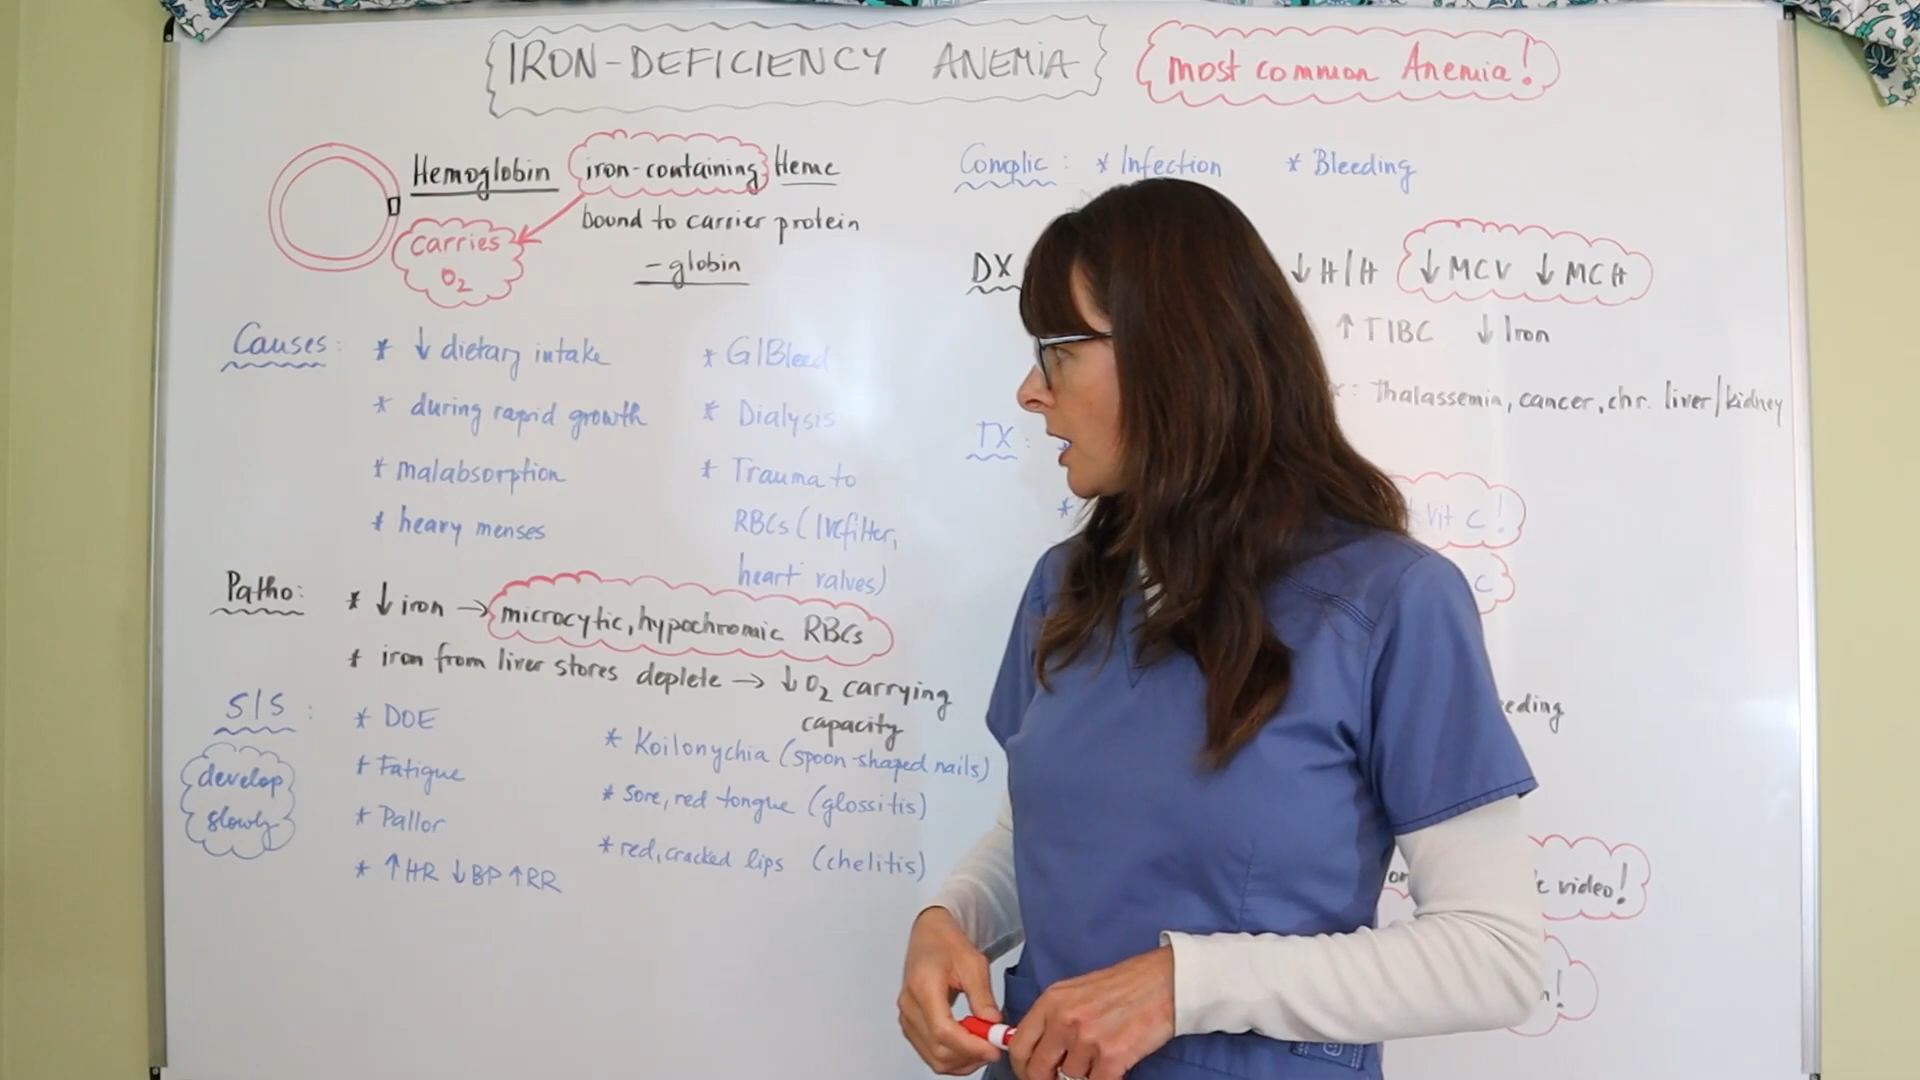 IRON-DEFICIENCY ANEMIA
most common Anemia!
Hemoglobin iron-containing Heme
bound to carrier protein
- globin
carries
O2
Causes: * ↓ dietary intake
* during rapid growth
* malabsorption
* heavy menses
* GI Bleed
* Dialysis
* Trauma to
RBCs (IVC filter,
heart valves)
Patho: * ↓ iron → microcytic, hypochromic RBCs
* iron from liver stores deplete → ↓ O2 carrying
capacity
S/S :
develop
slowly
* DOE
* Fatigue
* Pallor
* ↑HR ↓BP ↑RR
* Koilonychia (spoon-shaped nails)
* sore, red tongue (glossitis)
* red, cracked lips (chelitis)
Complic : * Infection * Bleeding
DX ↓ H/H ↓ MCV ↓ MCH
↑ TIBC ↓ Iron
: Thalassemia, cancer, chr. liver/kidney
TX :
*
Vit C!
C
eding
video!